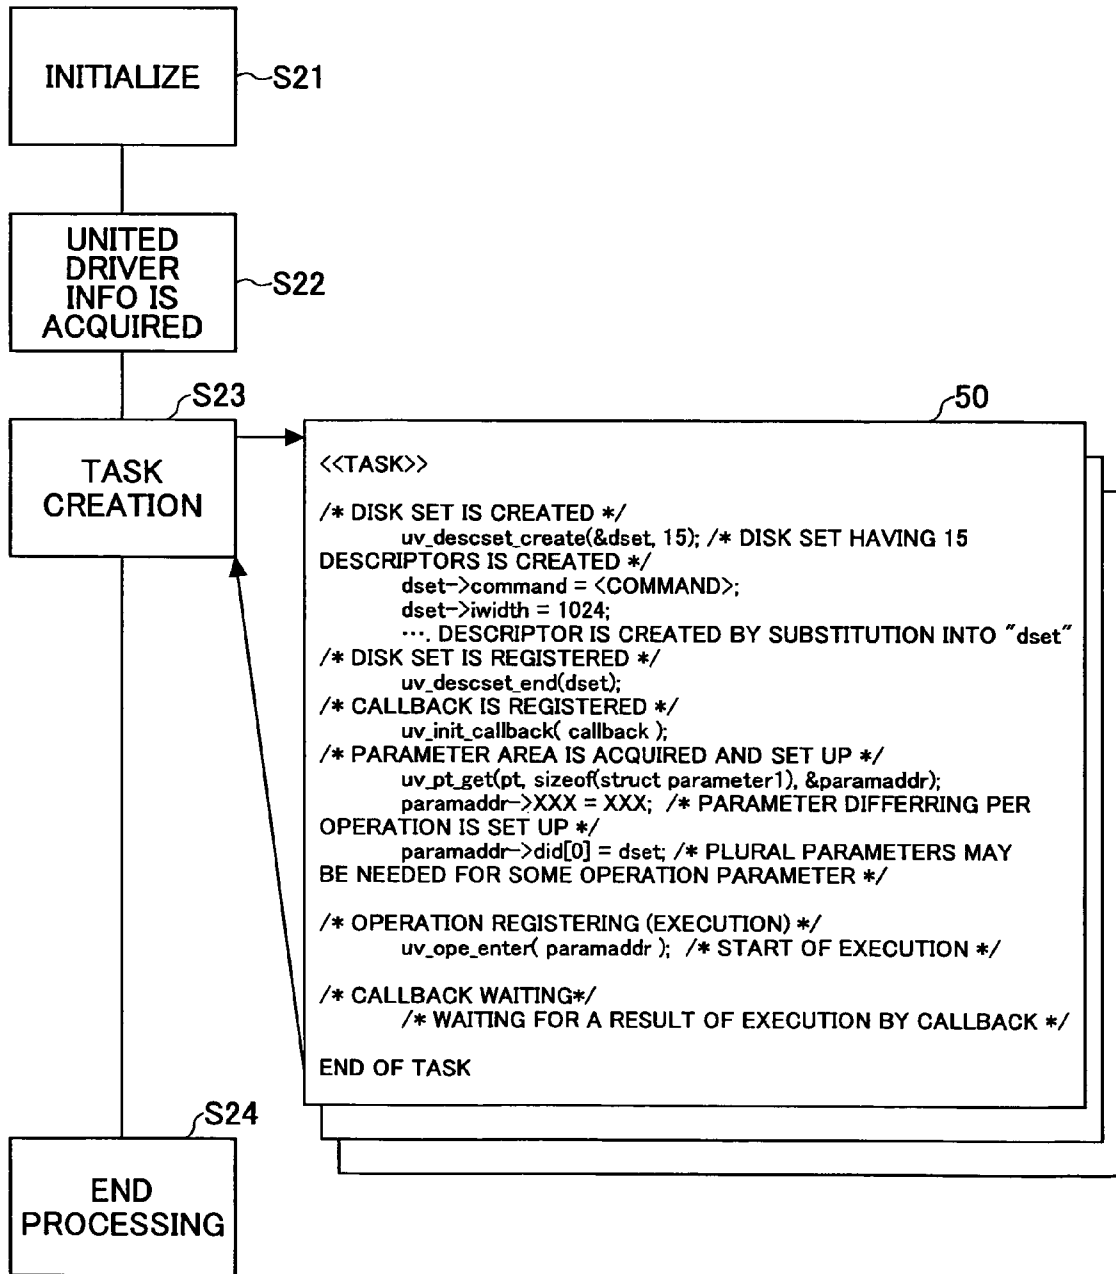 INITIALIZE
S21
UNITED
DRIVER
INFO IS
ACQUIRED
S22
S23
TASK
CREATION
50
<<TASK>>
/* DISK SET IS CREATED */
uv_descset_create(&dset, 15); /* DISK SET HAVING 15
DESCRIPTORS IS CREATED */
dset->command = <COMMAND>;
dset->iwidth = 1024;
…. DESCRIPTOR IS CREATED BY SUBSTITUTION INTO "dset"
/* DISK SET IS REGISTERED */
uv_descset_end(dset);
/* CALLBACK IS REGISTERED */
uv_init_callback( callback );
/* PARAMETER AREA IS ACQUIRED AND SET UP */
uv_pt_get(pt, sizeof(struct parameter1), &paramaddr);
paramaddr->XXX = XXX; /* PARAMETER DIFFERRING PER
OPERATION IS SET UP */
paramaddr->did[0] = dset; /* PLURAL PARAMETERS MAY
BE NEEDED FOR SOME OPERATION PARAMETER */
/* OPERATION REGISTERING (EXECUTION) */
uv_ope_enter( paramaddr ); /* START OF EXECUTION */
/* CALLBACK WAITING*/
/* WAITING FOR A RESULT OF EXECUTION BY CALLBACK */
END OF TASK
S24
END
PROCESSING